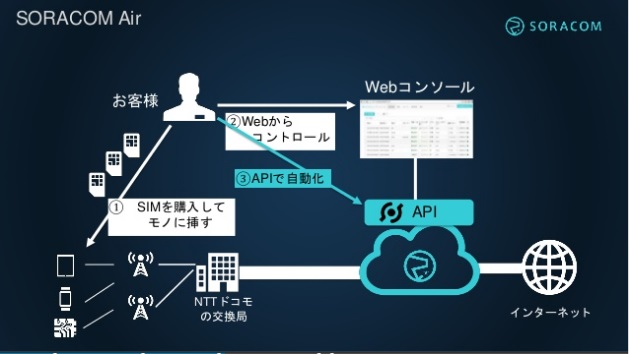 SORACOM Air
SORACOM
お客様
Webコンソール
②Webから
コントロール
③APIで自動化
① SIMを購入して
モノに挿す
API
NTTドコモ
の交換局
インターネット